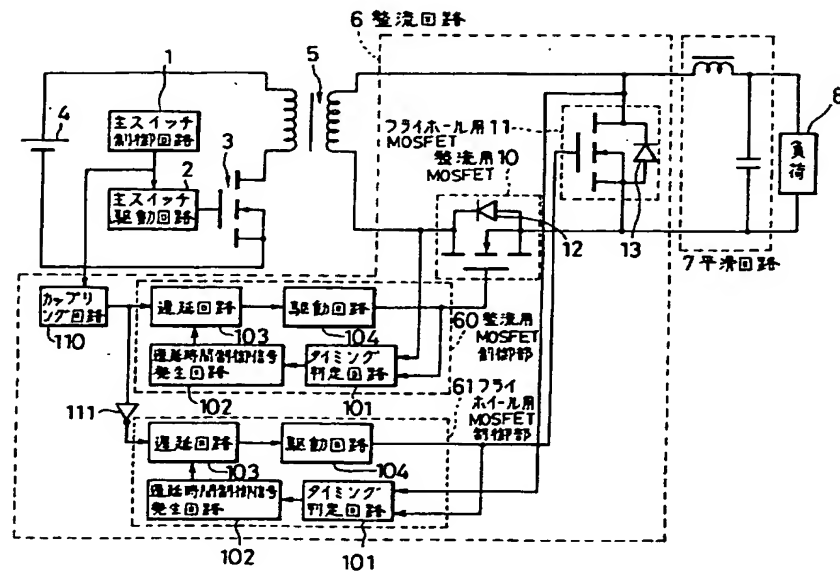 6 整流回路
1
5
4
主スイッチ
制御回路
3
2
主スイッチ
駆動回路
フライホール用 11
MOSFET
整流用 10
MOSFET
8
負荷
12
13
7 平滑回路
カップリ
ング回路
110
遅延回路
103
駆動回路
104
60 整流用
MOSFET
制御部
遅延時間制御信号
発生回路
102
タイミング
判定回路
101
111
61 フライ
ホイール用
MOSFET
制御部
遅延回路
103
駆動回路
104
遅延時間制御信号
発生回路
102
タイミング
判定回路
101